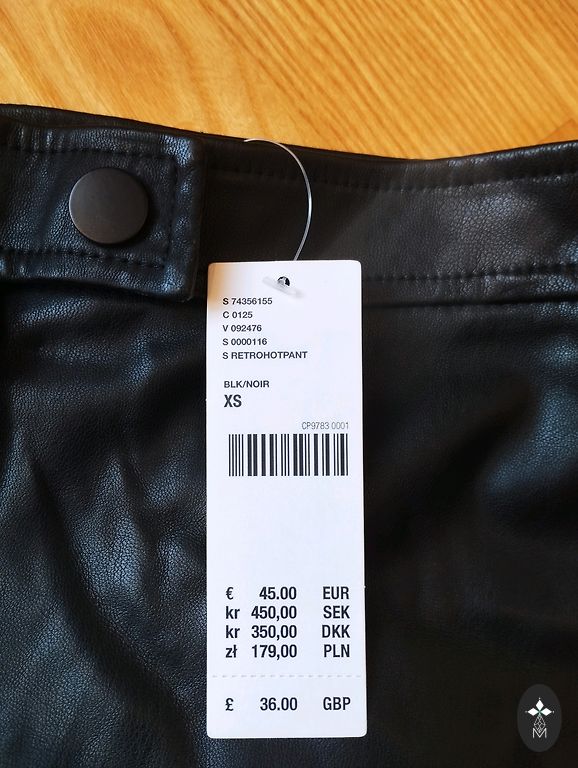 S 74356155
C 0125
V 092476
S 0000116
S RETROHOTPANT
BLK/NOIR
XS
CP9783 0001
€ 45.00 EUR
kr 450,00 SEK
kr 350,00 DKK
zł 179,00 PLN
£ 36.00 GBP
M